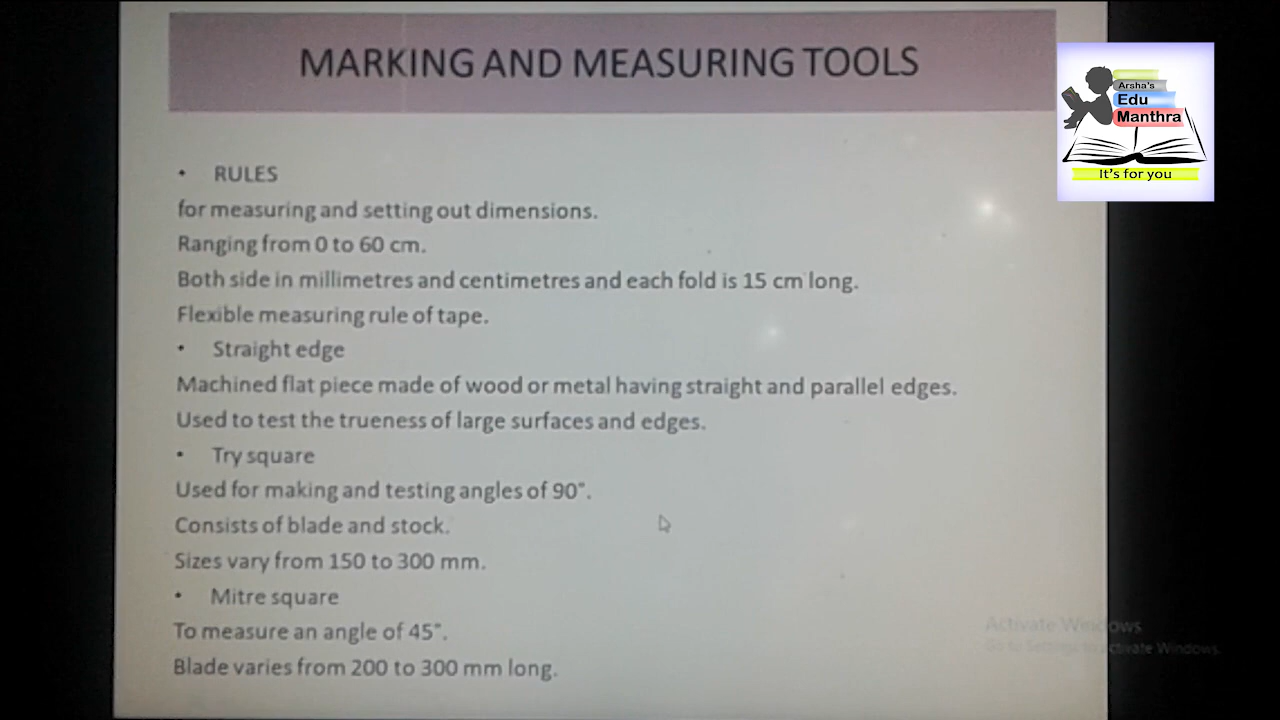 MARKING AND MEASURING TOOLS
Arsha's
Edu
Manthra
It's for you
• RULES
for measuring and setting out dimensions.
Ranging from 0 to 60 cm.
Both side in millimetres and centimetres and each fold is 15 cm long.
Flexible measuring rule of tape.
• Straight edge
Machined flat piece made of wood or metal having straight and parallel edges.
Used to test the trueness of large surfaces and edges.
• Try square
Used for making and testing angles of 90°.
Consists of blade and stock.
Sizes vary from 150 to 300 mm.
• Mitre square
To measure an angle of 45°.
Blade varies from 200 to 300 mm long.
Activate Windows
Go to Settings to activate Windows.